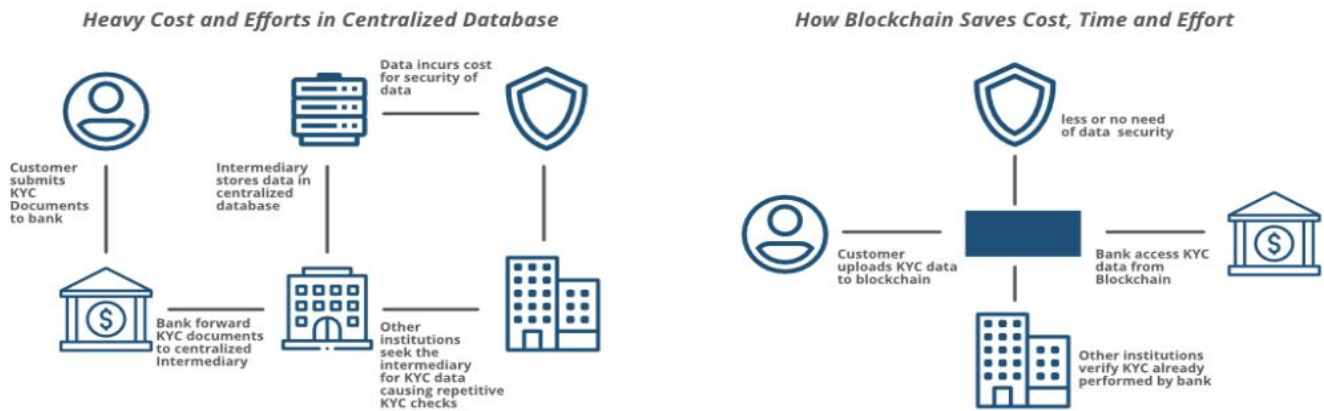 Heavy Cost and Efforts in Centralized Database
How Blockchain Saves Cost, Time and Effort
Customer
submits
KYC
Documents
to bank
Intermediary
stores data in
centralized
database
Data incurs cost
for security of
data
$
Bank forward
KYC documents
to centralized
Intermediary
Other
institutions
seek the
intermediary
for KYC data
causing repetitive
KYC checks
less or no need
of data security
Customer
uploads KYC data
to blockchain
Bank access KYC
data from
Blockchain
$
Other institutions
verify KYC already
performed by bank